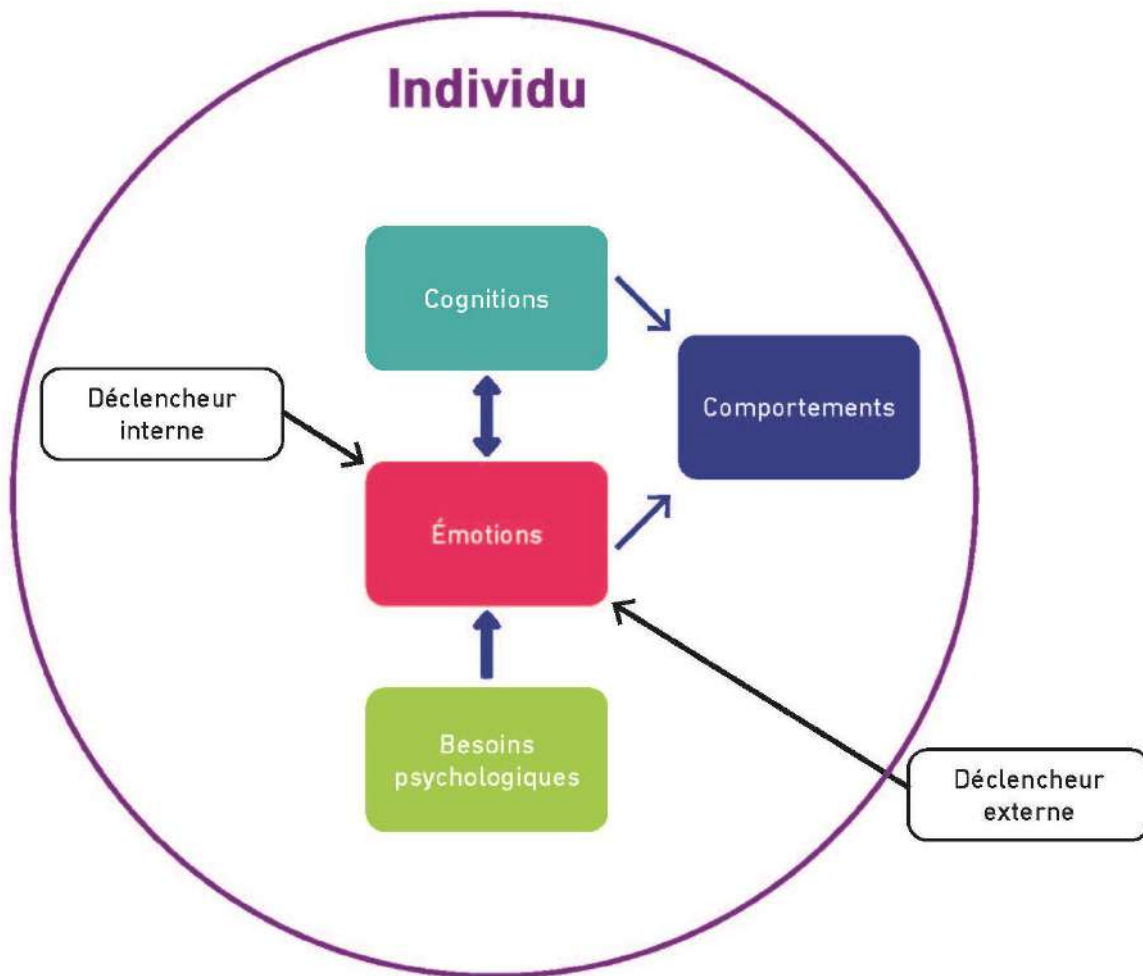 Individu
Cognitions
Comportements
Déclencheur
interne
Émotions
Besoins
psychologiques
Déclencheur
externe